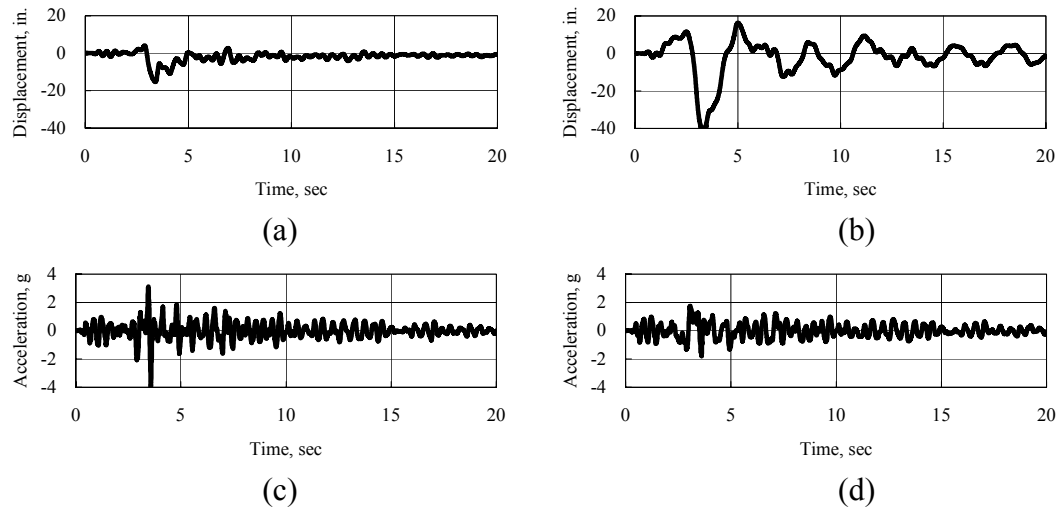 Displacement, in.
20
0
-20
-40
0 5 10 15 20
Time, sec
(a)
Displacement, in.
20
0
-20
-40
0 5 10 15 20
Time, sec
(b)
Acceleration, g
4
2
0
-2
-4
0 5 10 15 20
Time, sec
(c)
Acceleration, g
4
2
0
-2
-4
0 5 10 15 20
Time, sec
(d)